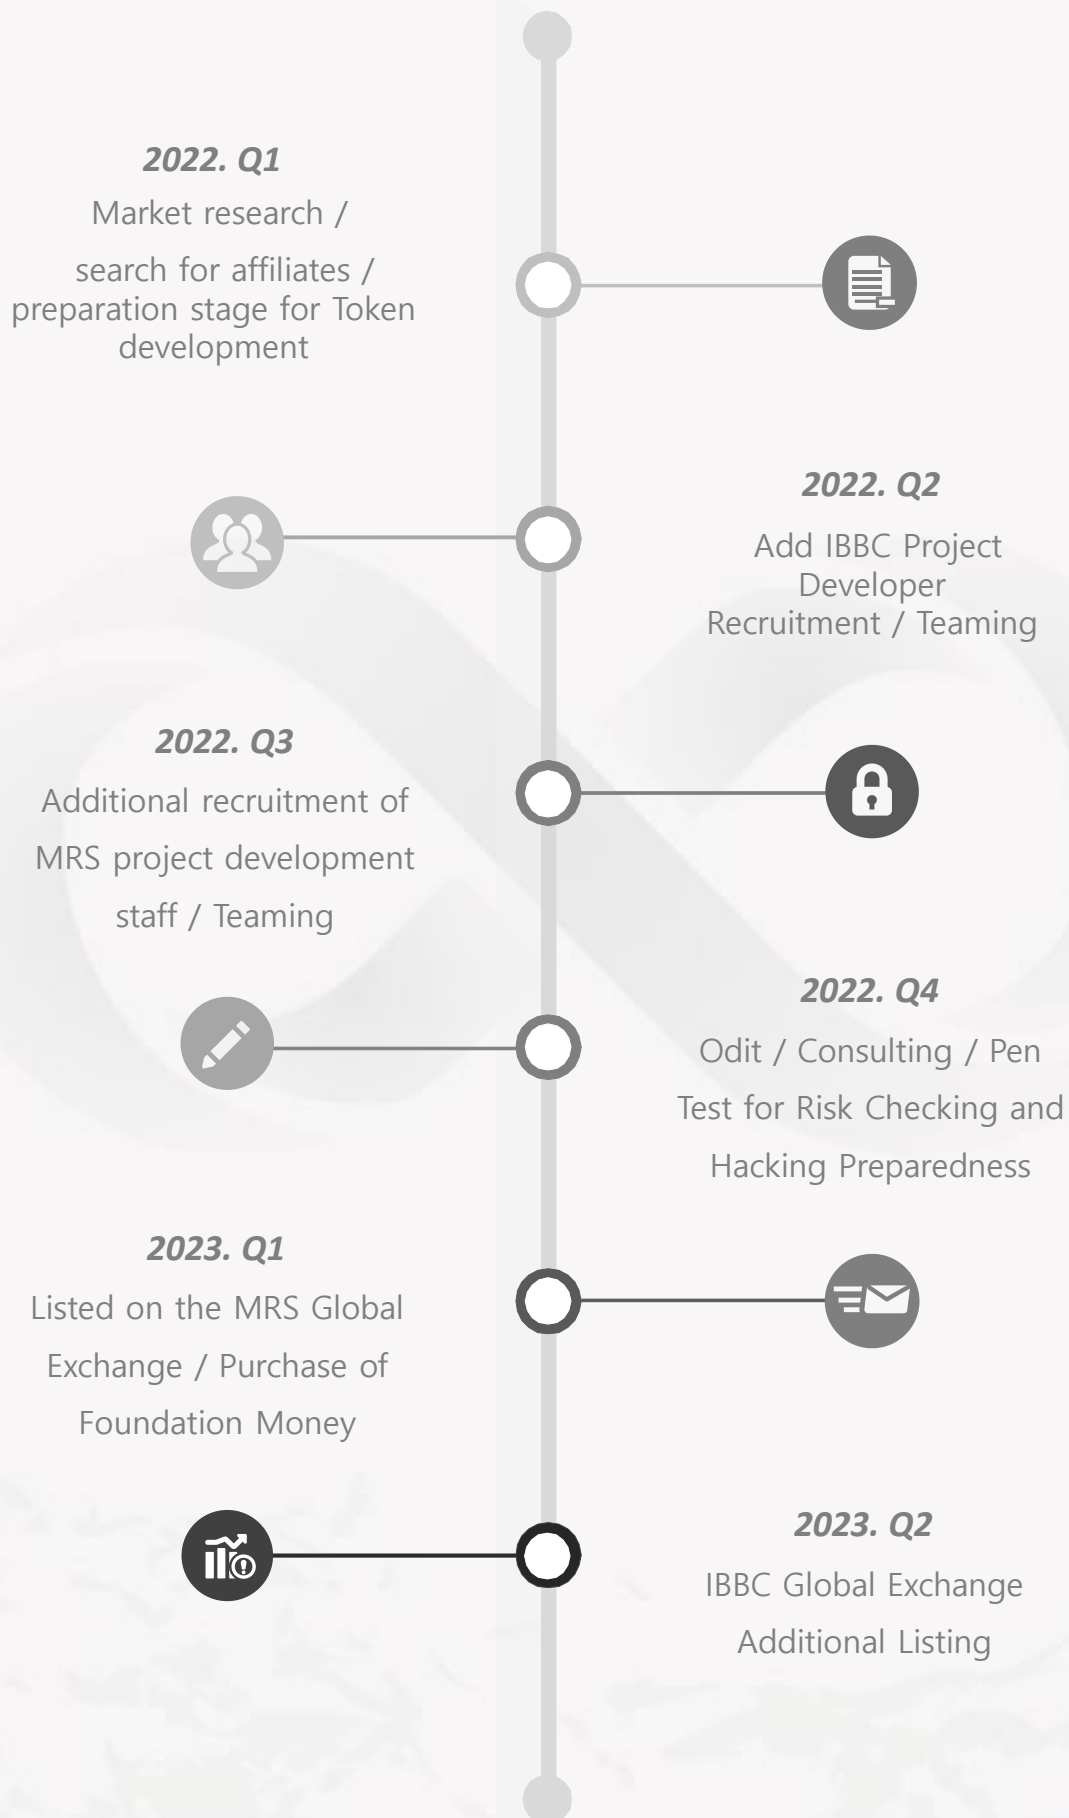 2022. Q1
Market research /
search for affiliates /
preparation stage for Token
development
2022. Q2
Add IBBC Project
Developer
Recruitment / Teaming
2022. Q3
Additional recruitment of
MRS project development
staff / Teaming
2022. Q4
Odit / Consulting / Pen
Test for Risk Checking and
Hacking Preparedness
2023. Q1
Listed on the MRS Global
Exchange / Purchase of
Foundation Money
2023. Q2
IBBC Global Exchange
Additional Listing